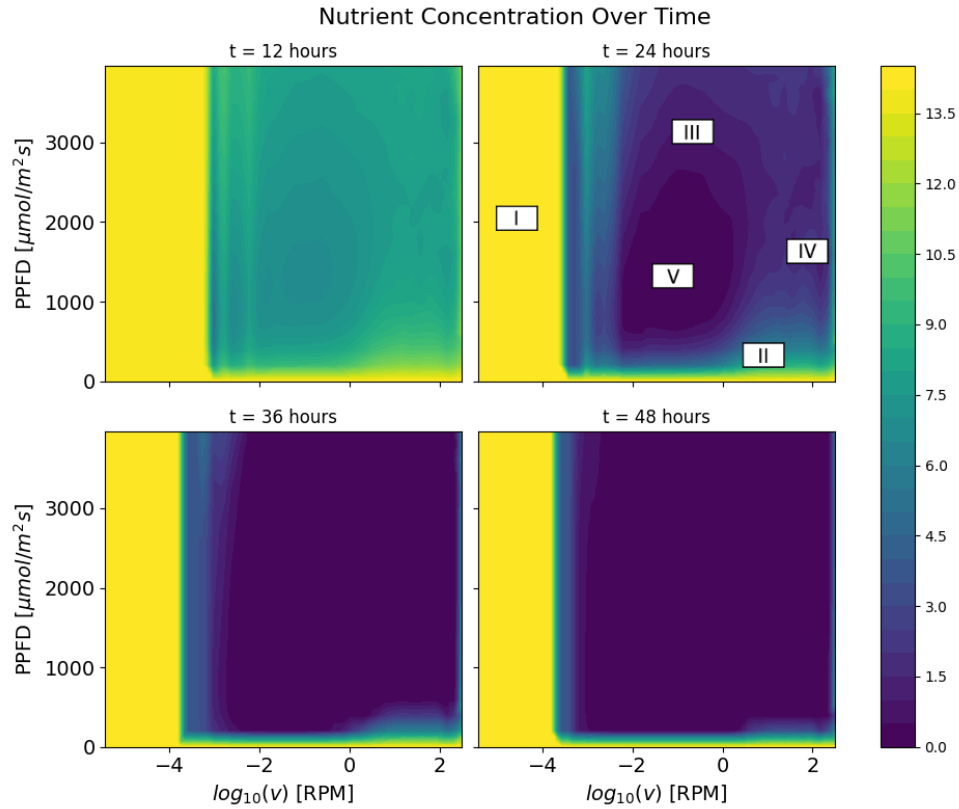 Nutrient Concentration Over Time
t = 12 hours
t = 24 hours
PPFD [μmol/m²s]
3000
2000
1000
0
I
II
III
IV
V
t = 36 hours
t = 48 hours
PPFD [μmol/m²s]
3000
2000
1000
0
−4
−2
0
2
log₁₀(v) [RPM]
−4
−2
0
2
log₁₀(v) [RPM]
13.5
12.0
10.5
9.0
7.5
6.0
4.5
3.0
1.5
0.0